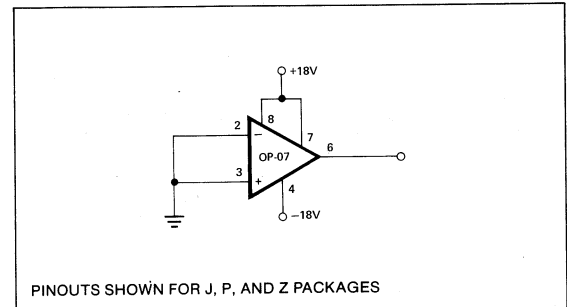 +18V
8
2
−
7
6
OP-07
3
+
4
−18V
PINOUTS SHOWN FOR J, P, AND Z PACKAGES